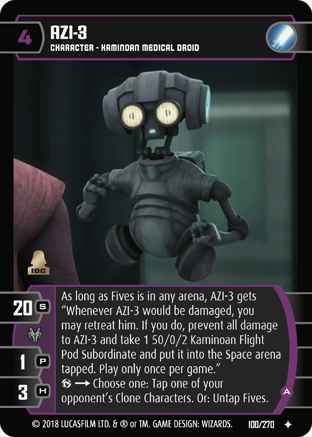 4 AZI-3
CHARACTER - KAMINOAN MEDICAL DROID
IDC
20 S
1 P
3 H
As long as Fives is in any arena, AZI-3 gets
“Whenever AZI-3 would be damaged, you
may retreat him. If you do, prevent all damage
to AZI-3 and take 1 50/0/2 Kaminoan Flight
Pod Subordinate and put it into the Space arena
tapped. Play only once per game.”
→ Choose one: Tap one of your
opponent's Clone Characters. Or: Untap Fives.
A
© 2018 LUCASFILM LTD. & ® or TM. GAME DESIGN: WIZARDS. 100/270